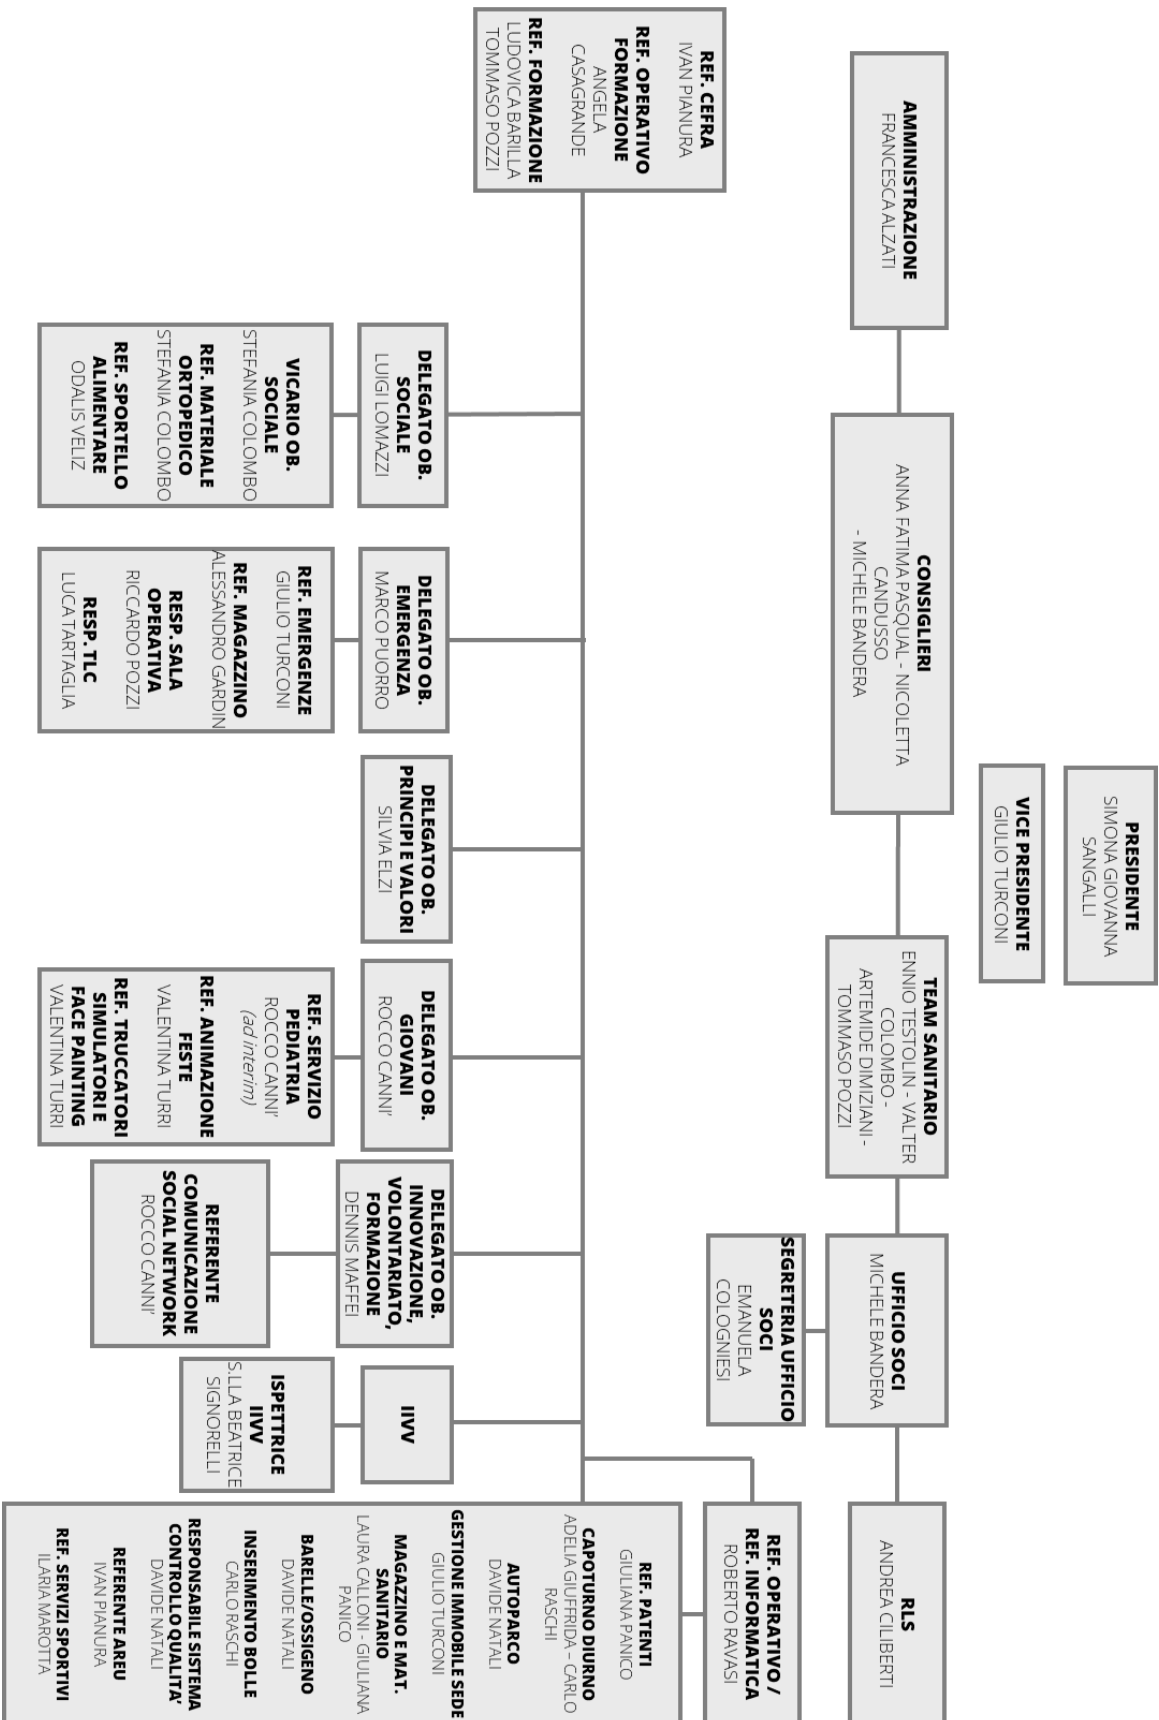 PRESIDENTE
SIMONA GIOVANNA
SANGALLI
VICE PRESIDENTE
GIULIO TURCONI
AMMINISTRAZIONE
FRANCESCA ALZATI
CONSIGLIERI
ANNA FATIMA PASQUAL - NICOLETTA
CANDUSSO
- MICHELE BANDERA
TEAM SANITARIO
ENNIO TESTOLIN - VALTER
COLOMBO -
ARTEMIDE DIMIZIANI -
TOMMASO POZZI
UFFICIO SOCI
MICHELE BANDERA
RLS
ANDREA CILIBERTI
SEGRETERIA UFFICIO
SOCI
EMANUELA
COLOGNIESI
REF. CEFRA
IVAN PIANURA
REF. OPERATIVO
FORMAZIONE
ANGELA
CASAGRANDE
REF. FORMAZIONE
LUDOVICA BARILLA
TOMMASO POZZI
REF. OPERATIVO /
REF. INFORMATICA
ROBERTO RAVASI
DELEGATO OB.
SOCIALE
LUIGI LOMAZZI
VICARIO OB.
SOCIALE
STEFANIA COLOMBO
REF. MATERIALE
ORTOPEDICO
STEFANIA COLOMBO
REF. SPORTELLO
ALIMENTARE
ODALIS VELIZ
DELEGATO OB.
EMERGENZA
MARCO PUORRO
REF. EMERGENZE
GIULIO TURCONI
REF. MAGAZZINO
ALESSANDRO GARDIN
RESP. SALA
OPERATIVA
RICCARDO POZZI
RESP. TLC
LUCA TARTAGLIA
DELEGATO OB.
PRINCIPI E VALORI
SILVIA ELZI
DELEGATO OB.
GIOVANI
ROCCO CANNI'
REF. SERVIZIO
PEDIATRIA
ROCCO CANNI'
(ad interim)
REF. ANIMAZIONE
FESTE
VALENTINA TURRI
REF. TRUCCATORI
SIMULATORI E
FACE PAINTING
VALENTINA TURRI
DELEGATO OB.
INNOVAZIONE,
VOLONTARIATO,
FORMAZIONE
DENNIS MAFFEI
REFERENTE
COMUNICAZIONE
SOCIAL NETWORK
ROCCO CANNI'
IIVV
ISPETTRICE
IIVV
S.LLA BEATRICE
SIGNORELLI
REF. PATENTI
GIULIANA PANICO
CAPOTURNO DIURNO
ADELIA GIUFFRIDA – CARLO
RASCHI
AUTOPARCO
DAVIDE NATALI
GESTIONE IMMOBILE SEDE
GIULIO TURCONI
MAGAZZINO E MAT.
SANITARIO
LAURA CALLONI - GIULIANA
PANICO
BARELLE/OSSIGENO
DAVIDE NATALI
INSERIMENTO BOLLE
CARLO RASCHI
RESPONSABILE SISTEMA
CONTROLLO QUALITA'
DAVIDE NATALI
REFERENTE AREU
IVAN PIANURA
REF. SERVIZI SPORTIVI
ILARIA MAROTTA